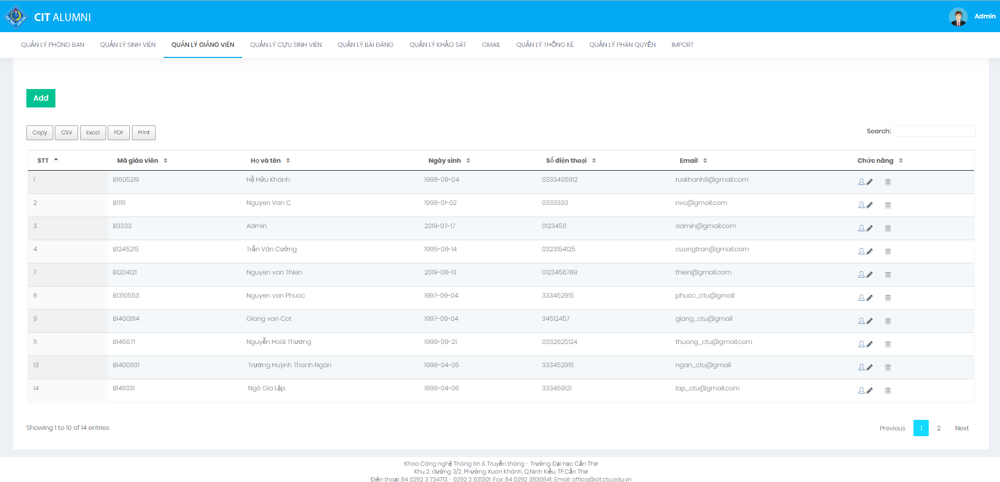 CIT ALUMNI
Admin
QUẢN LÝ PHÒNG BAN QUẢN LÝ SINH VIÊN QUẢN LÝ GIẢNG VIÊN QUẢN LÝ CỰU SINH VIÊN QUẢN LÝ BÀI ĐĂNG QUẢN LÝ KHẢO SÁT GMAIL QUẢN LÝ THỐNG KÊ QUẢN LÝ PHÂN QUYỀN IMPORT
Add
Copy CSV Excel PDF Print Search:
STT Mã giáo viên Họ và tên Ngày sinh Số điện thoại Email Chức năng
1 B1605219 Hồ Hửu Khánh 1998-09-04 0333405912 ruskhanh9@gmail.com
2 B11111 Nguyen Van C 1998-01-02 0333333 nvc@gmail.com
3 B3333 Admin 2019-07-17 0123456 admin@gmail.com
4 B1245215 Trần Văn Cường 1995-08-14 0323154125 cuongtran@gmail.com
7 B1204121 Nguyen van Thien 2019-08-13 0123456789 thien@gmail.com
8 B1310553 Nguyen van Phuoc 1997-09-04 333452915 phuoc_ctu@gmail
9 B1400814 Giang van Cot 1997-09-04 34512457 giang_ctu@gmail
11 B145671 Nguyễn Hoài Thương 1996-09-21 0332625124 thuong_ctu@gmail.com
13 B1400831 Trương Huỳnh Thanh Ngân 1998-04-05 333452915 ngan_ctu@gmail
14 B1411331 Ngô Gia Lập 1998-04-06 333459121 lap_ctu@gmail.com
Showing 1 to 10 of 14 entries
Previous 1 2 Next
Khoa Công nghệ Thông tin & Truyền thông - Trường Đại học Cần Thơ
Khu 2, đường 3/2, Phường Xuân Khánh, Q.Ninh Kiều, TP.Cần Thơ
Điện thoại: 84 0292 3 734713 - 0292 3 831301; Fax: 84 0292 3830841; Email: office@cit.ctu.edu.vn